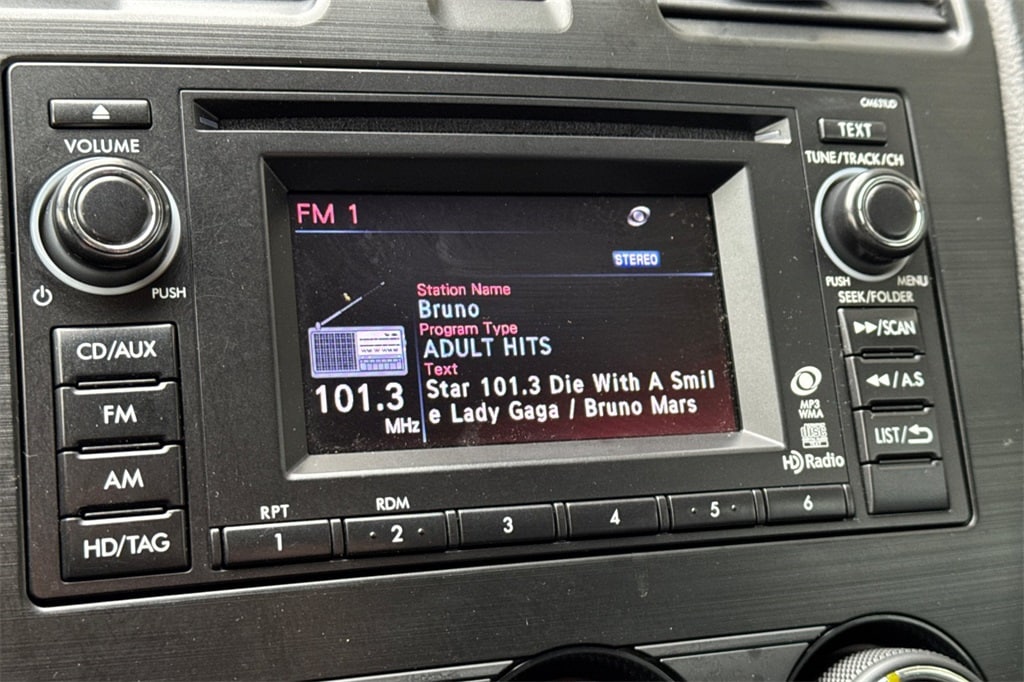 CM631UD
VOLUME
TEXT
TUNE/TRACK/CH
FM 1
STEREO
PUSH
PUSH
MENU
SEEK/FOLDER
Station Name
Bruno
Program Type
ADULT HITS
Text
Star 101.3 Die With A Smil
e Lady Gaga / Bruno Mars
101.3
MHz
CD/AUX
FM
AM
HD/TAG
/SCAN
/A.S
LIST/
MP3
WMA
disc
HD Radio
RPT
RDM
1
2
3
4
5
6